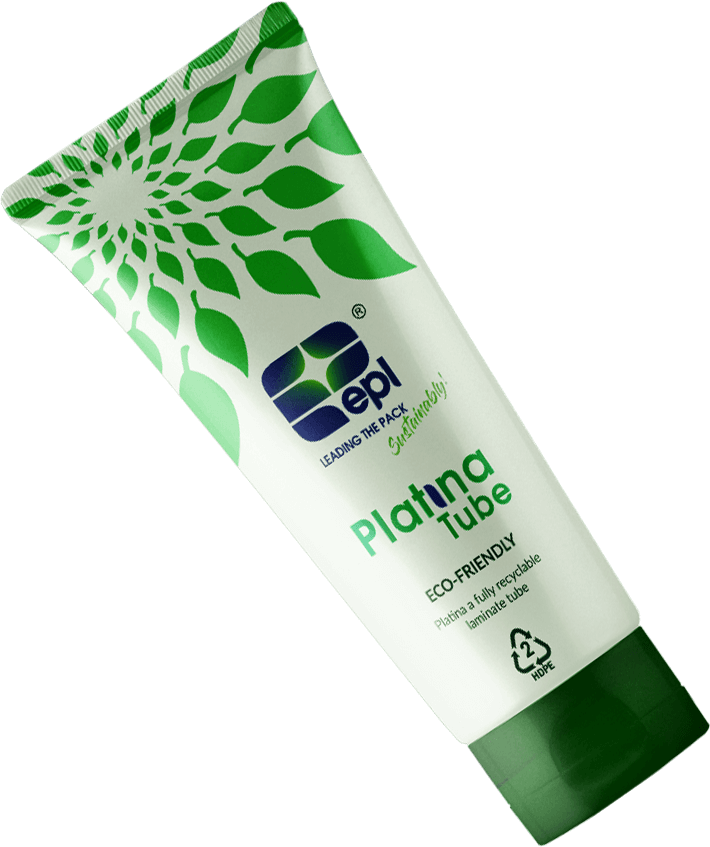 ®
epl
LEADING THE PACK
Sustainably!
Platina
Tube
ECO-FRIENDLY
Platina a fully recyclable
laminate tube
2
HDPE